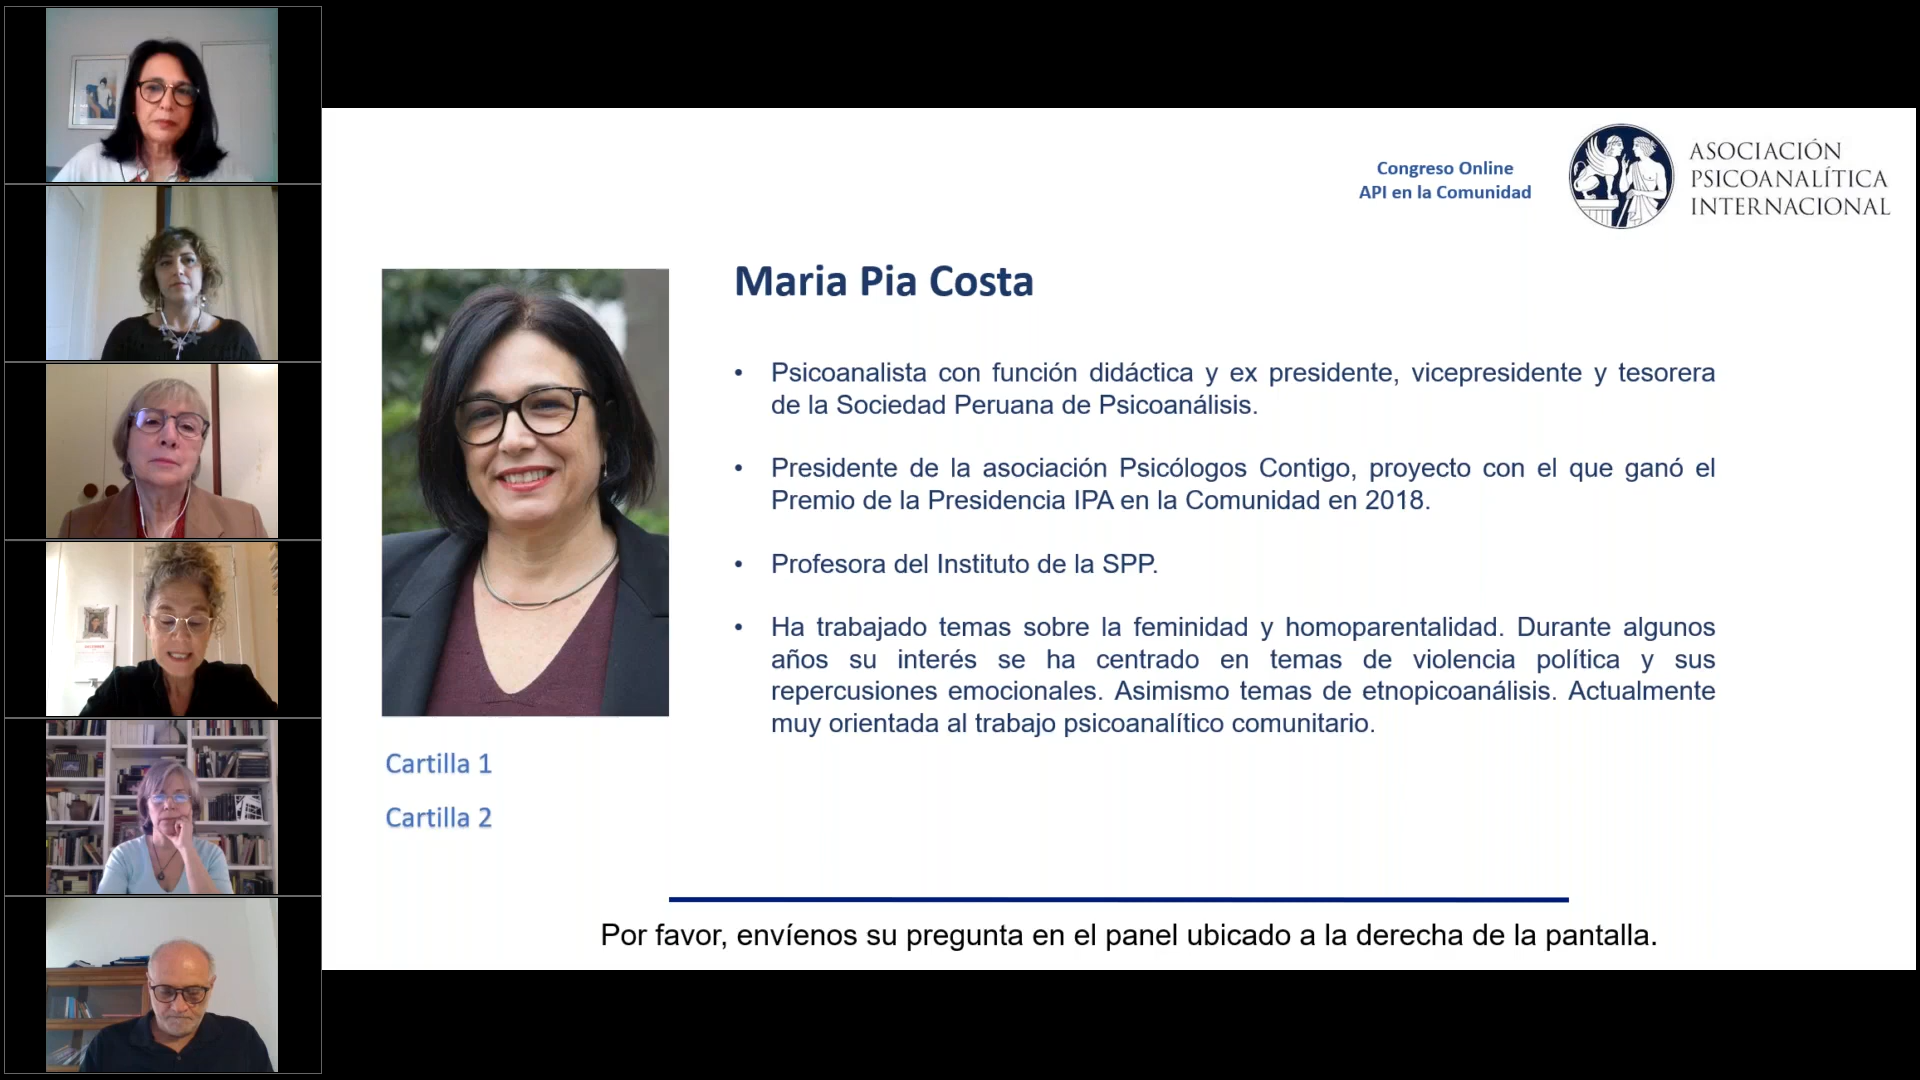 Congreso Online
API en la Comunidad
ASOCIACIÓN
PSICOANALÍTICA
INTERNACIONAL
Maria Pia Costa
• Psicoanalista con función didáctica y ex presidente, vicepresidente y tesorera
de la Sociedad Peruana de Psicoanálisis.
• Presidente de la asociación Psicólogos Contigo, proyecto con el que ganó el
Premio de la Presidencia IPA en la Comunidad en 2018.
• Profesora del Instituto de la SPP.
• Ha trabajado temas sobre la feminidad y homoparentalidad. Durante algunos
años su interés se ha centrado en temas de violencia política y sus
repercusiones emocionales. Asimismo temas de etnopicoanálisis. Actualmente
muy orientada al trabajo psicoanalítico comunitario.
Cartilla 1
Cartilla 2
Por favor, envíenos su pregunta en el panel ubicado a la derecha de la pantalla.